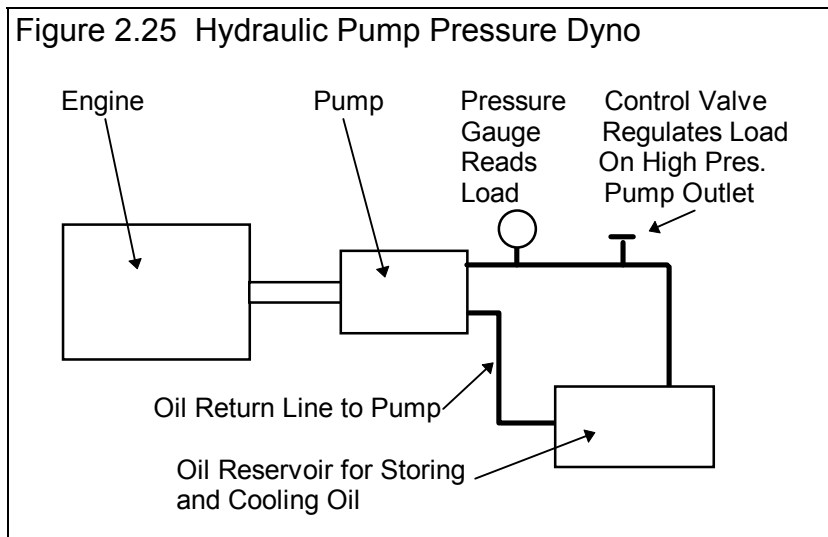 Figure 2.25 Hydraulic Pump Pressure Dyno
Engine
Pump
Pressure
Gauge
Reads
Load
Control Valve
Regulates Load
On High Pres.
Pump Outlet
Oil Return Line to Pump
Oil Reservoir for Storing
and Cooling Oil